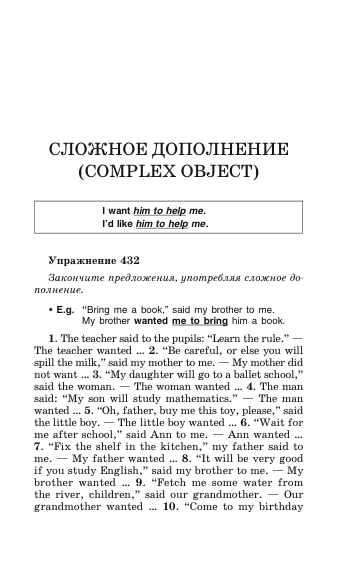 СЛОЖНОЕ ДОПОЛНЕНИЕ
(COMPLEX OBJECT)
I want him to help me.
I'd like him to help me.
Упражнение 432
Закончите предложения, употребляя сложное до-
полнение.
• E.g. “Bring me a book,” said my brother to me.
My brother wanted me to bring him a book.
1. The teacher said to the pupils: “Learn the rule.” —
The teacher wanted ... 2. “Be careful, or else you will
spill the milk,” said my mother to me. — My mother did
not want ... 3. “My daughter will go to a ballet school,”
said the woman. — The woman wanted ... 4. The man
said: “My son will study mathematics.” — The man
wanted ... 5. “Oh, father, buy me this toy, please,” said
the little boy. — The little boy wanted ... 6. “Wait for
me after school,” said Ann to me. — Ann wanted ...
7. “Fix the shelf in the kitchen,” my father said to
me. — My father wanted ... 8. “It will be very good
if you study English,” said my brother to me. — My
brother wanted ... 9. “Fetch me some water from
the river, children,” said our grandmother. — Our
grandmother wanted ... 10. “Come to my birthday